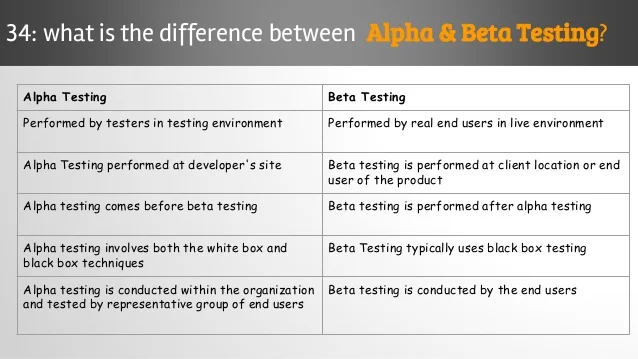 34: what is the difference between Alpha & Beta Testing?
Alpha Testing
Beta Testing
Performed by testers in testing environment
Performed by real end users in live environment
Alpha Testing performed at developer's site
Beta testing is performed at client location or end
user of the product
Alpha testing comes before beta testing
Beta testing is performed after alpha testing
Alpha testing involves both the white box and
black box techniques
Beta Testing typically uses black box testing
Alpha testing is conducted within the organization
and tested by representative group of end users
Beta testing is conducted by the end users